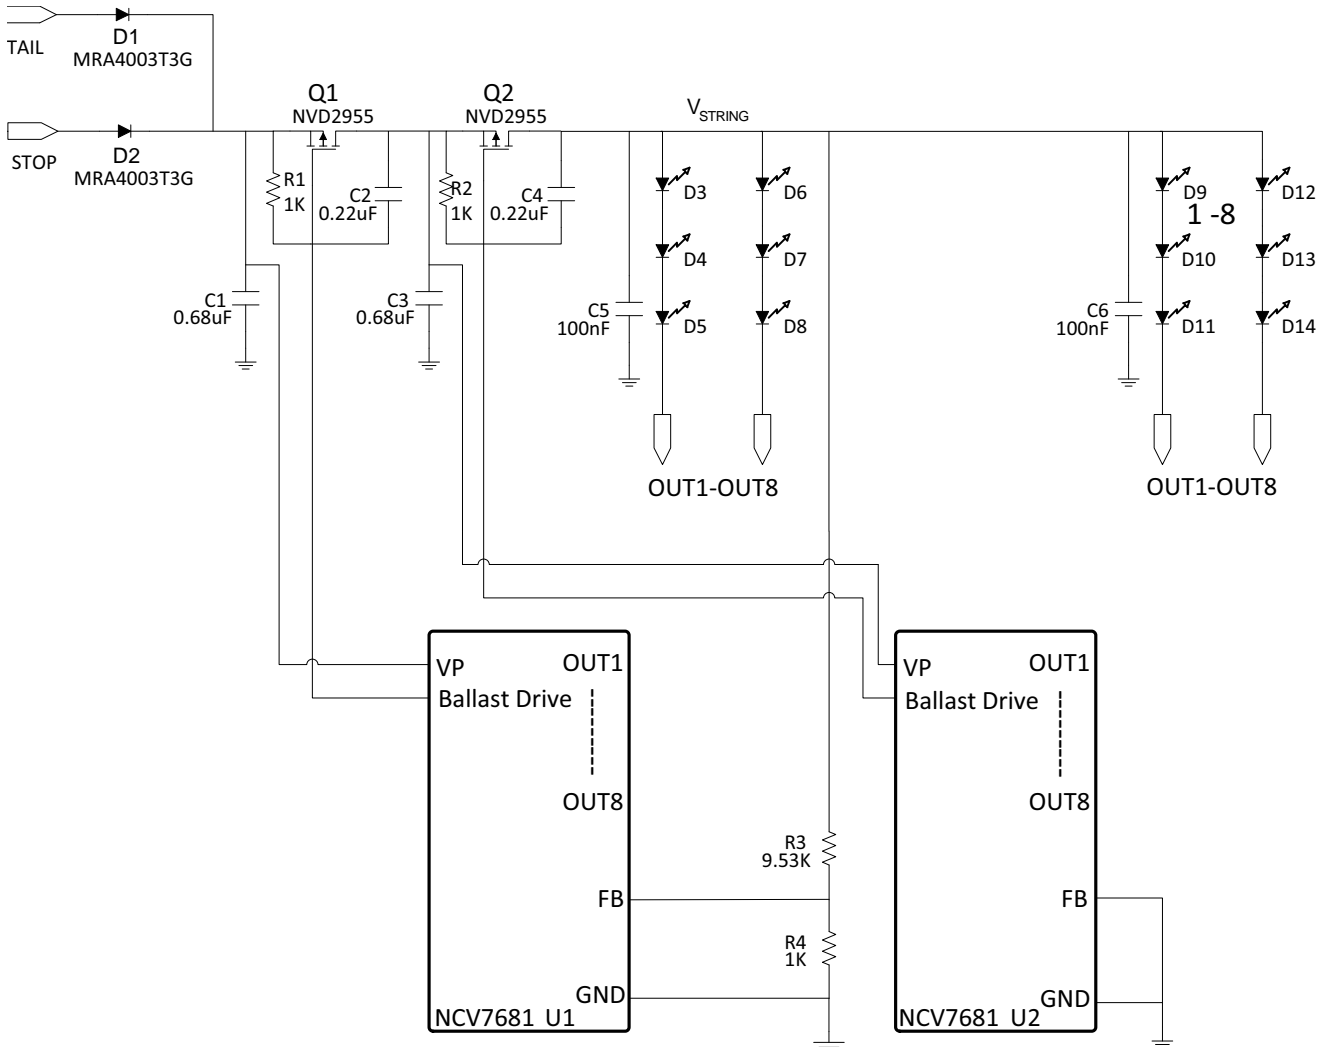 TAIL
D1
MRA4003T3G
STOP
D2
MRA4003T3G
Q1
NVD2955
Q2
NVD2955
VSTRING
R1
1K
C2
0.22uF
R2
1K
C4
0.22uF
C1
0.68uF
C3
0.68uF
C5
100nF
D3
D4
D5
D6
D7
D8
OUT1-OUT8
C6
100nF
D9
1 -8
D10
D11
D12
D13
D14
OUT1-OUT8
VP
Ballast Drive
OUT1
OUT8
FB
GND
NCV7681 U1
R3
9.53K
R4
1K
VP
Ballast Drive
OUT1
OUT8
FB
GND
NCV7681 U2